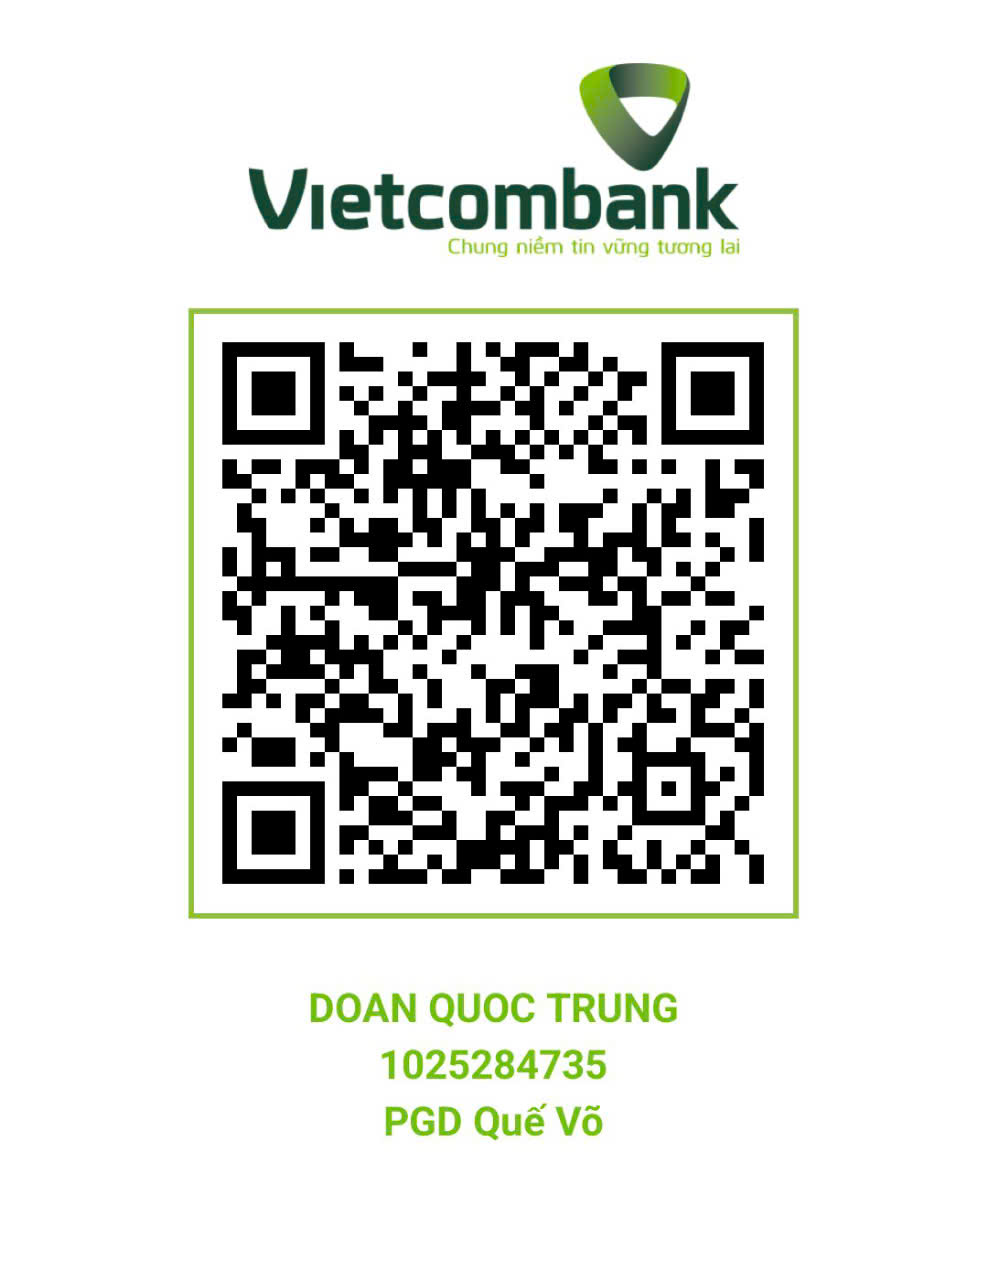 Vietcombank
Chung niềm tin vững tương lai
DOAN QUOC TRUNG
1025284735
PGD Quế Võ